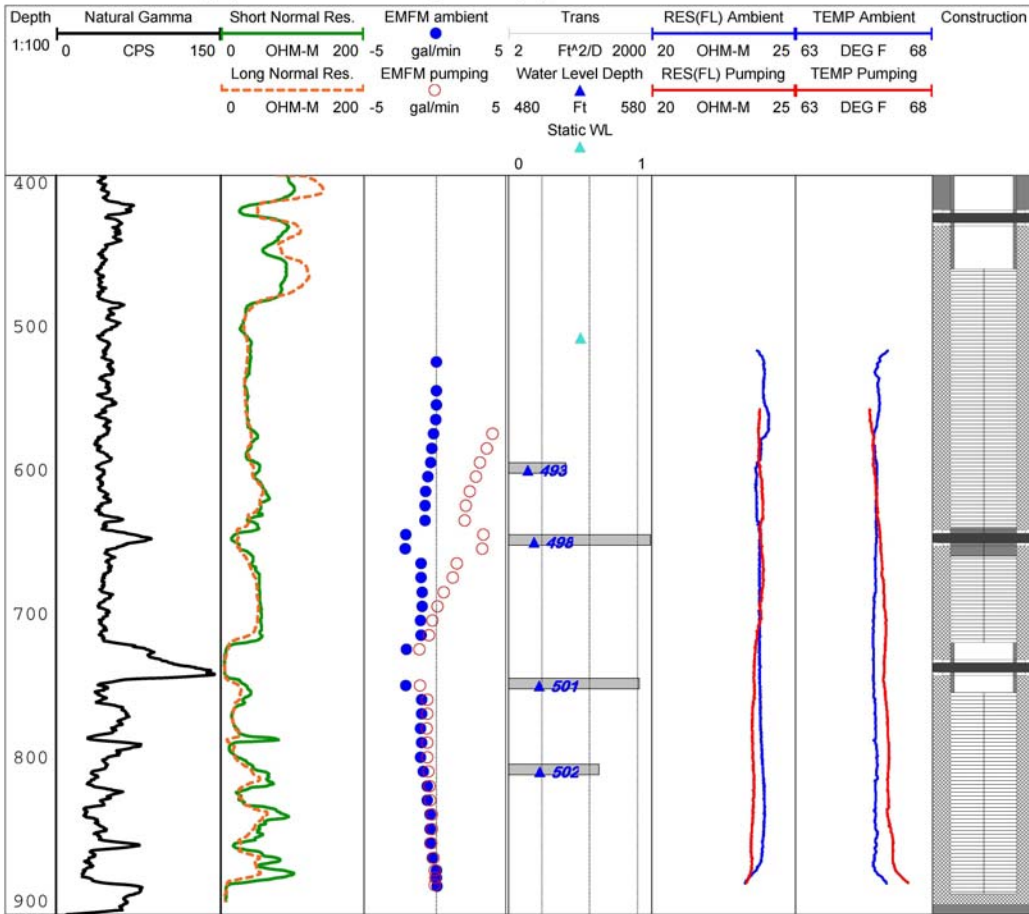 Depth Natural Gamma Short Normal Res. EMFM ambient Trans RES(FL) Ambient TEMP Ambient Construction
1:100 0 CPS 150 0 OHM-M 200 -5 gal/min 5 2 Ft^2/D 2000 20 OHM-M 25 63 DEG F 68
Long Normal Res. EMFM pumping Water Level Depth RES(FL) Pumping TEMP Pumping
0 OHM-M 200 -5 gal/min 5 480 Ft 580 20 OHM-M 25 63 DEG F 68
Static WL
0 1
400
500
600
493
498
700
501
800
502
900